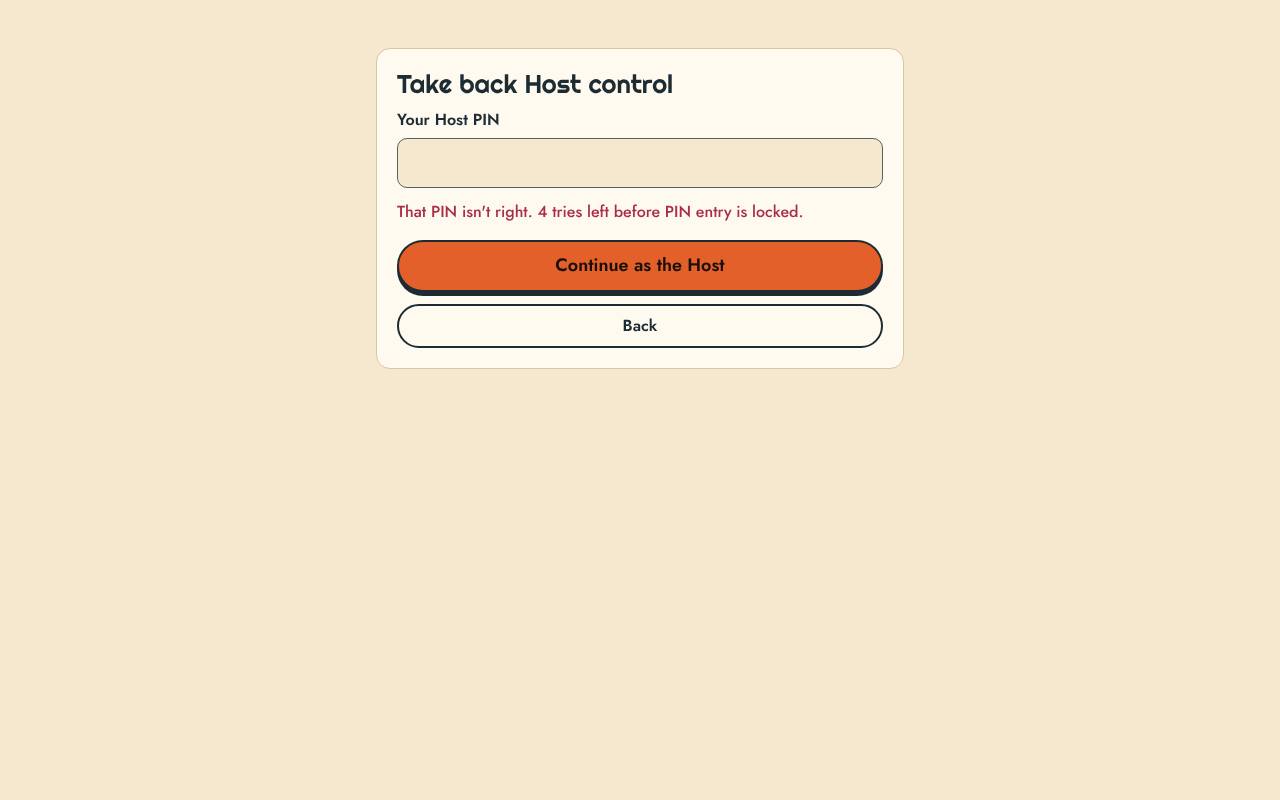 Take back Host control
Your Host PIN
That PIN isn't right. 4 tries left before PIN entry is locked.
Continue as the Host
Back